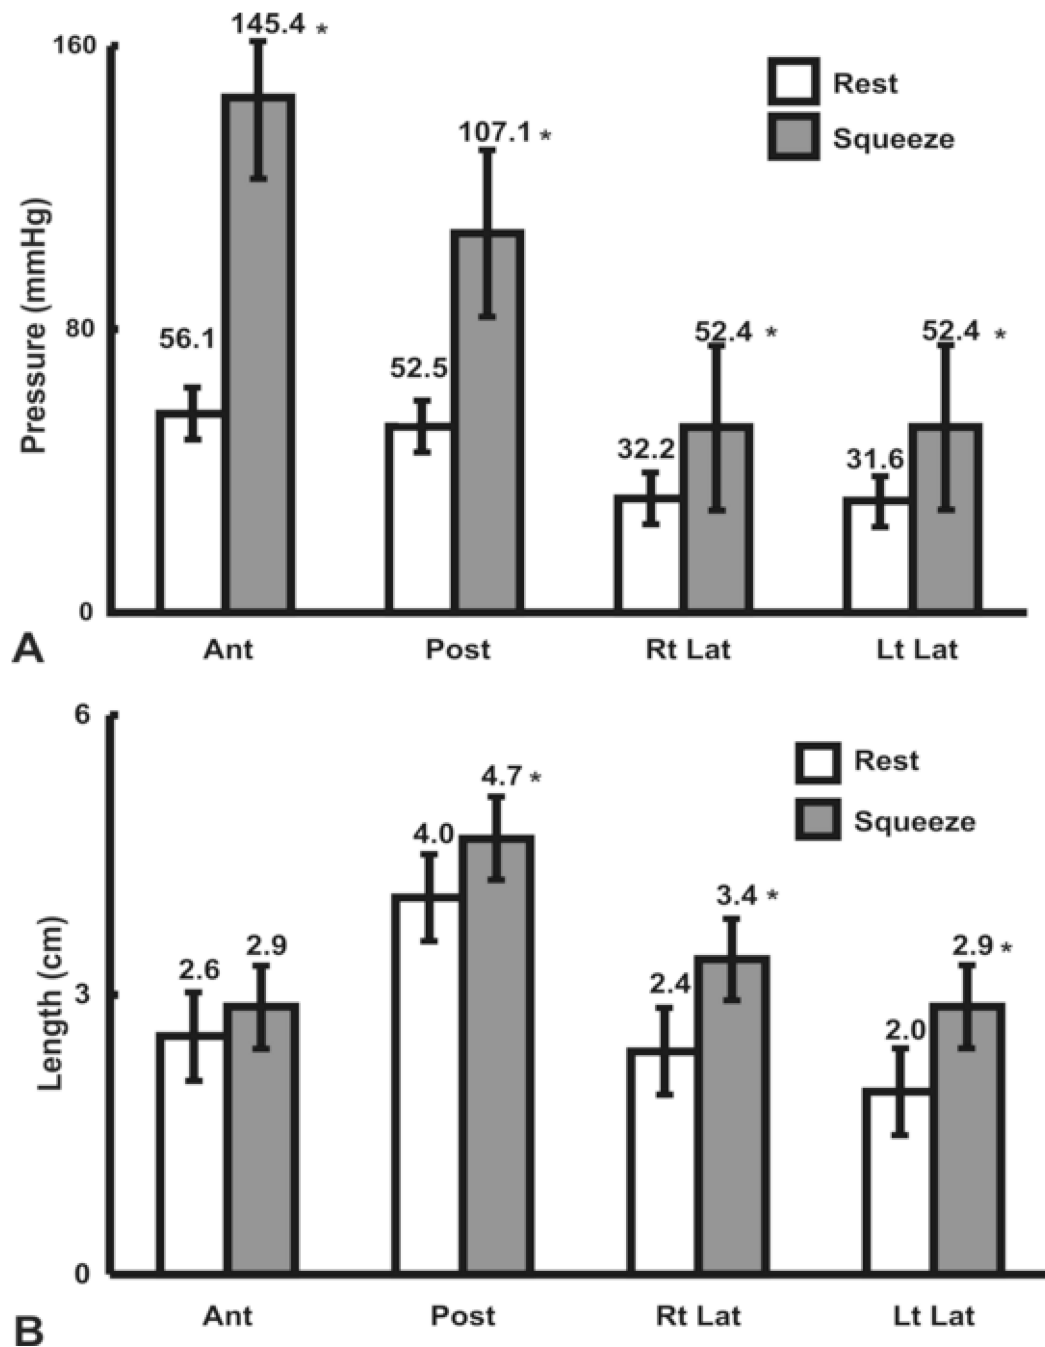 145.4 *
160
Rest
107.1 *
Squeeze
Pressure (mmHg)
80
56.1
52.5
52.4 *
52.4 *
32.2
31.6
0
A
Ant Post Rt Lat Lt Lat
6
Rest
4.7 *
Squeeze
4.0
3.4 *
Length (cm)
2.6
2.9
2.9 *
3
2.4
2.0
0
Ant Post Rt Lat Lt Lat
B